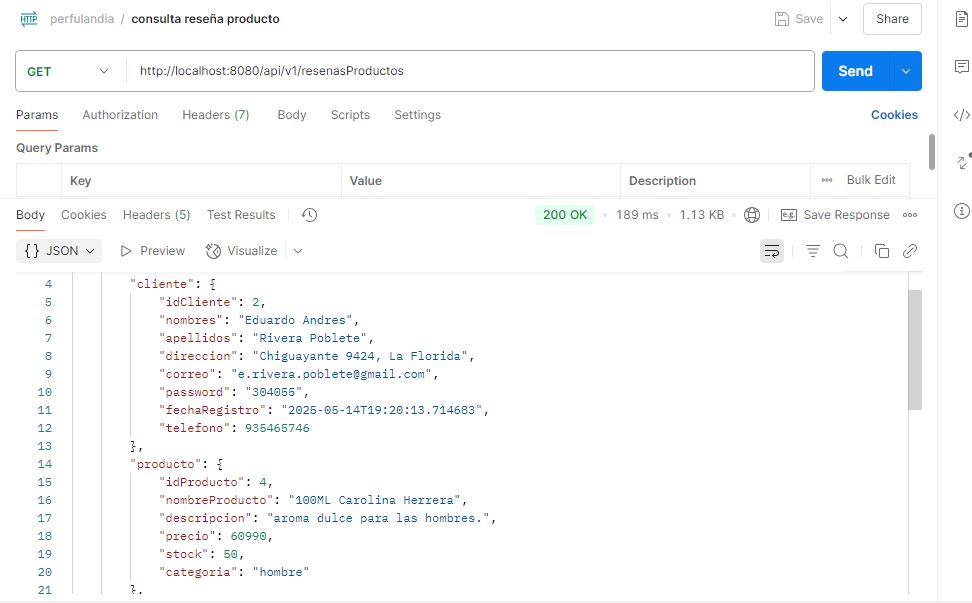 HTTP perfulandia / consulta reseña producto Save Share
GET http://localhost:8080/api/v1/resenasProductos Send
Params Authorization Headers (7) Body Scripts Settings Cookies
Query Params
Key Value Description Bulk Edit
Body Cookies Headers (5) Test Results 200 OK 189 ms 1.13 KB e.g. Save Response
{} JSON Preview Visualize
4 "cliente": {
5 "idCliente": 2,
6 "nombres": "Eduardo Andres",
7 "apellidos": "Rivera Poblete",
8 "direccion": "Chiguayante 9424, La Florida",
9 "correo": "e.rivera.poblete@gmail.com",
10 "password": "304055",
11 "fechaRegistro": "2025-05-14T19:20:13.714683",
12 "telefono": 935465746
13 },
14 "producto": {
15 "idProducto": 4,
16 "nombreProducto": "100ML Carolina Herrera",
17 "descripcion": "aroma dulce para las hombres.",
18 "precio": 60990,
19 "stock": 50,
20 "categoria": "hombre"
21 },